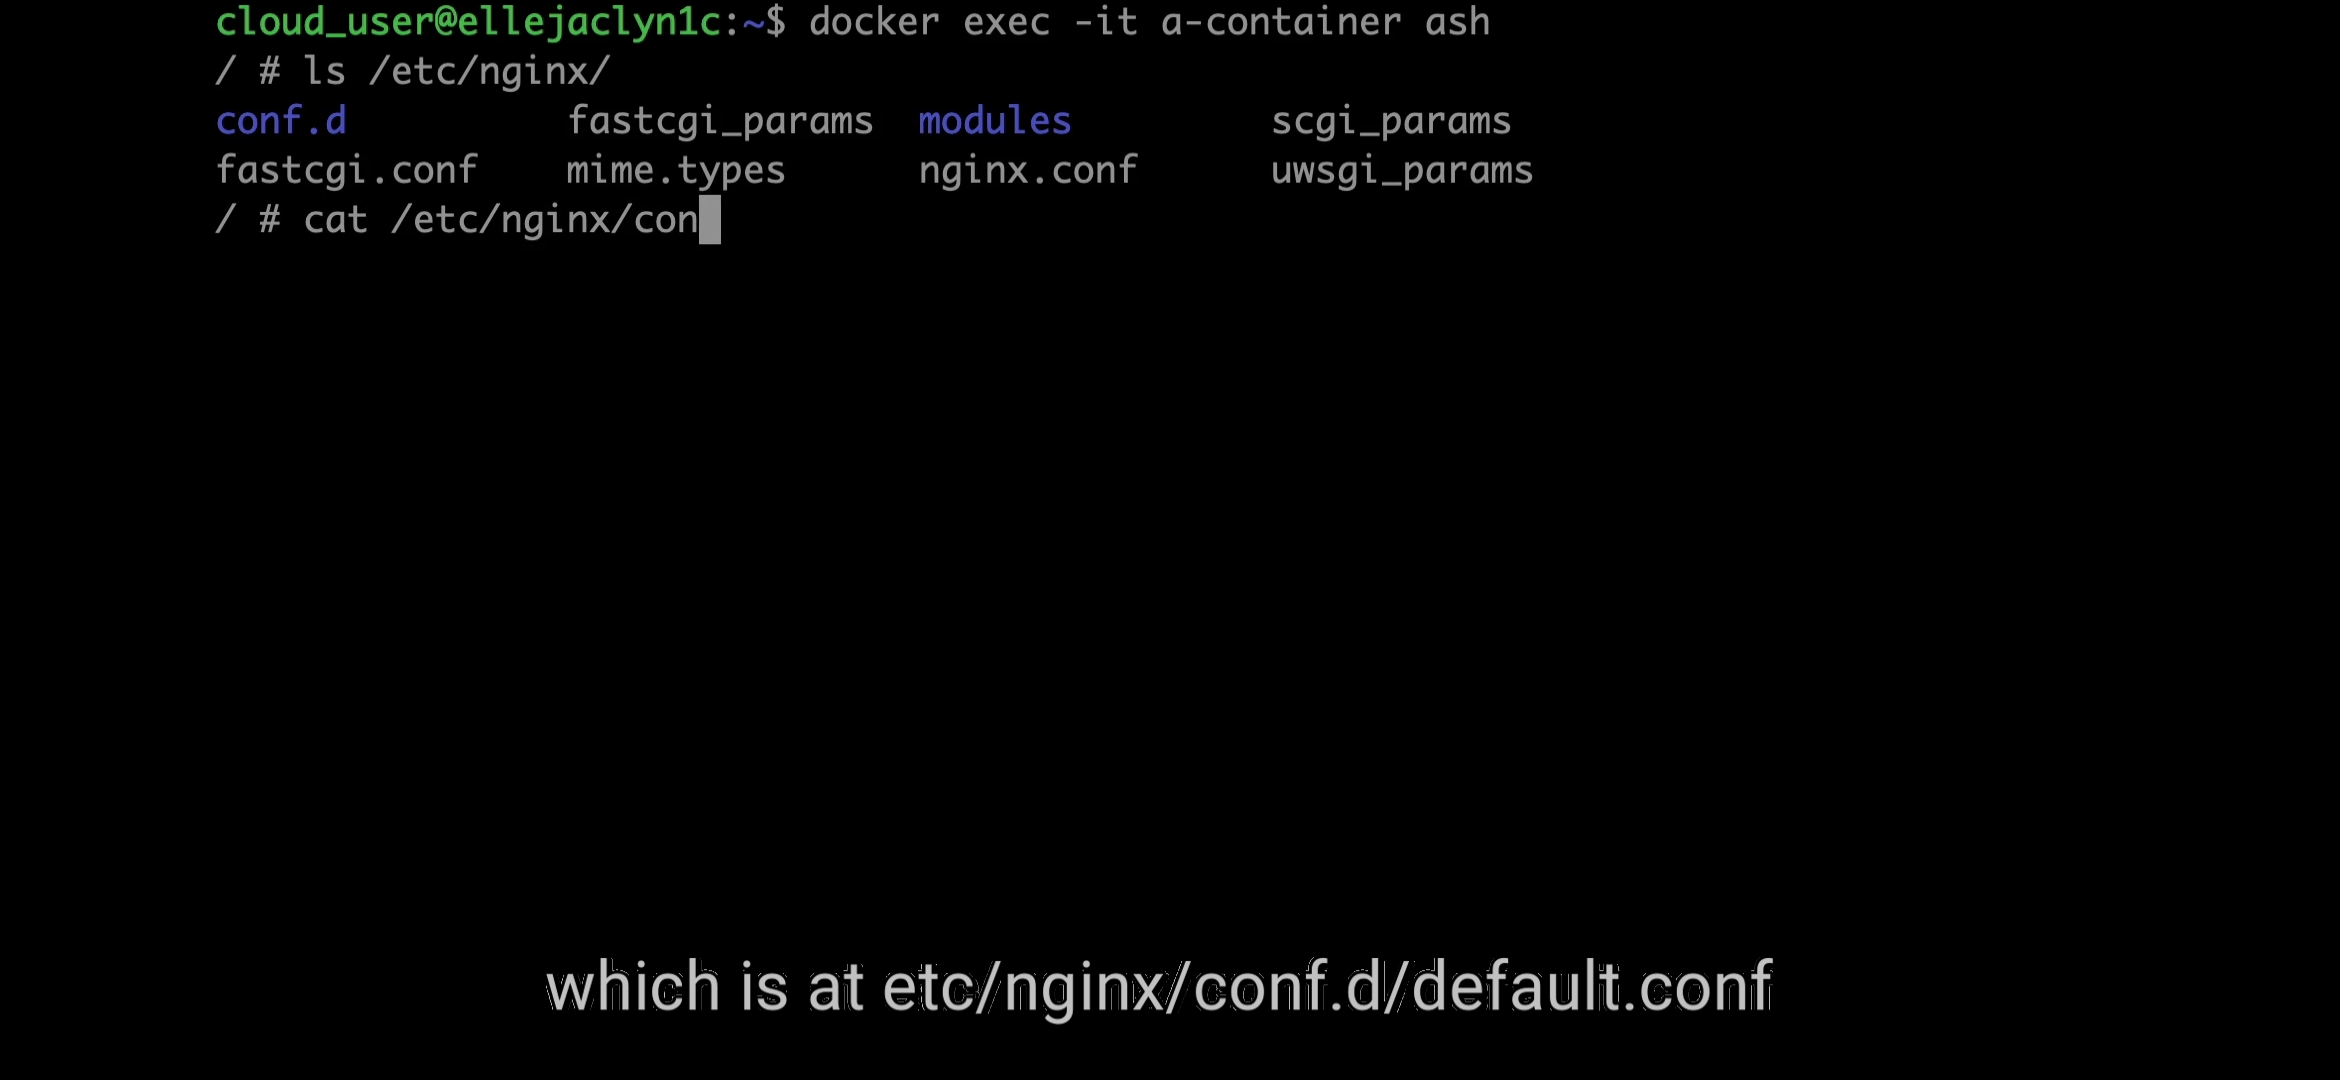 cloud_user@ellejaclyn1c:~$ docker exec -it a-container ash
/ # ls /etc/nginx/
conf.d fastcgi_params modules scgi_params
fastcgi.conf mime.types nginx.conf uwsgi_params
/ # cat /etc/nginx/con
which is at etc/nginx/conf.d/default.conf